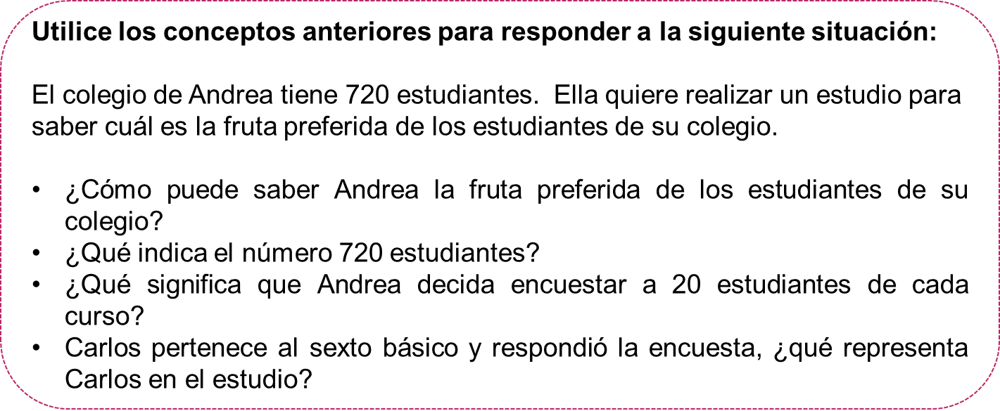 Utilice los conceptos anteriores para responder a la siguiente situación:
El colegio de Andrea tiene 720 estudiantes.  Ella quiere realizar un estudio para
saber cuál es la fruta preferida de los estudiantes de su colegio.
• ¿Cómo puede saber Andrea la fruta preferida de los estudiantes de su
colegio?
• ¿Qué indica el número 720 estudiantes?
• ¿Qué significa que Andrea decida encuestar a 20 estudiantes de cada
curso?
• Carlos pertenece al sexto básico y respondió la encuesta, ¿qué representa
Carlos en el estudio?